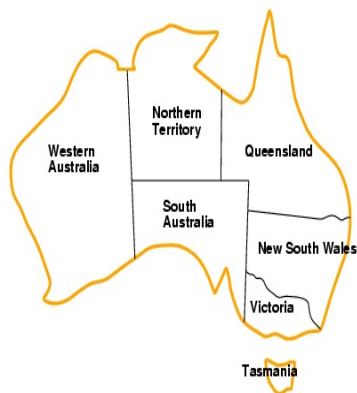 Northern
Territory
Western
Australia
Queensland
South
Australia
New South Wales
Victoria
Tasmania